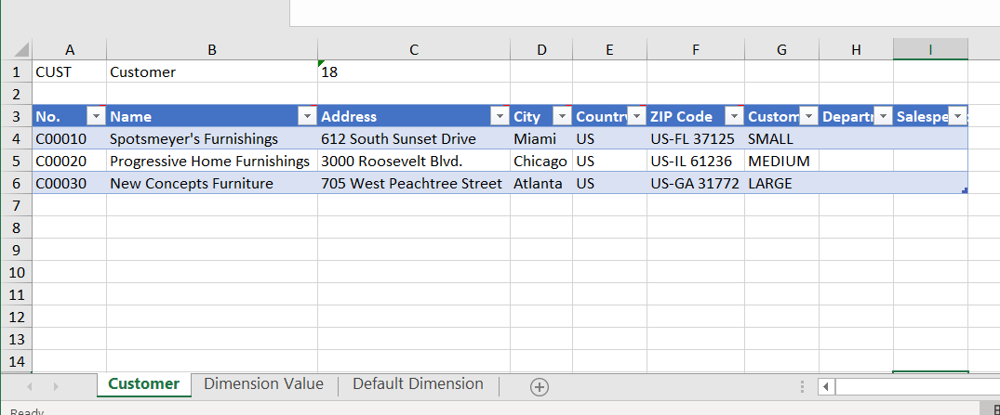 A B C D E F G H I
1 CUST Customer 18
2
3 No. Name Address City Country ZIP Code Custom Departm Salespe
4 C00010 Spotsmeyer's Furnishings 612 South Sunset Drive Miami US US-FL 37125 SMALL
5 C00020 Progressive Home Furnishings 3000 Roosevelt Blvd. Chicago US US-IL 61236 MEDIUM
6 C00030 New Concepts Furniture 705 West Peachtree Street Atlanta US US-GA 31772 LARGE
7
8
9
10
11
12
13
14
Customer Dimension Value Default Dimension
Ready